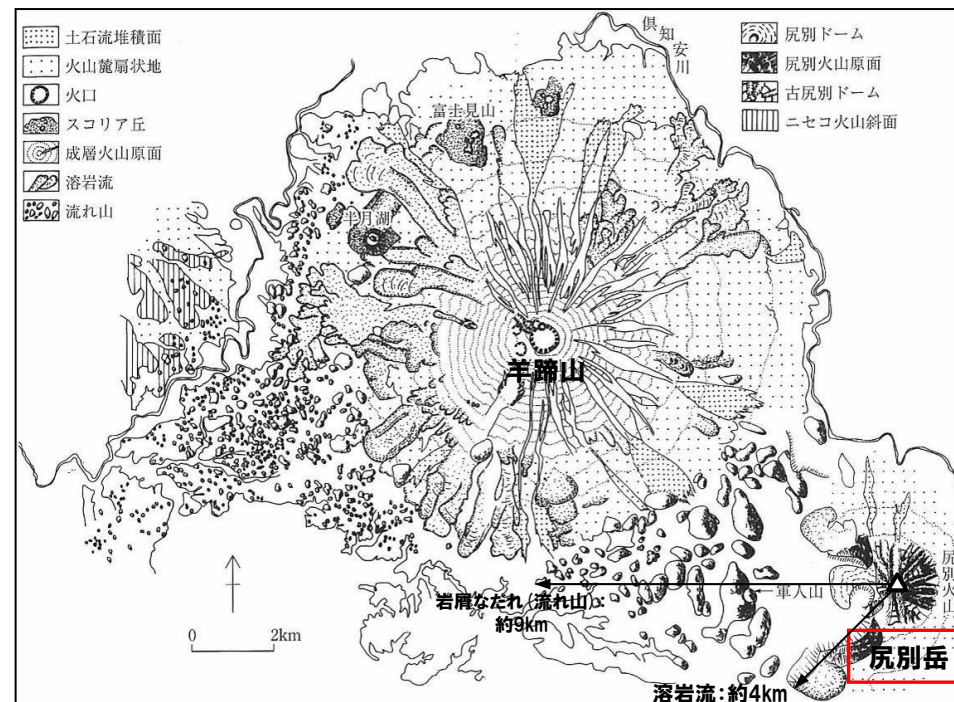 土石流堆積面
火山麓扇状地
火口
スコリア丘
成層火山原面
溶岩流
流れ山
倶知安川
尻別ドーム
尻別火山原面
古尻別ドーム
ニセコ火山斜面
富士見山
半月湖
羊蹄山
軍人山
尻別火山
岩屑なだれ(流れ山):
約9km
尻別岳
溶岩流:約4km
0 2km